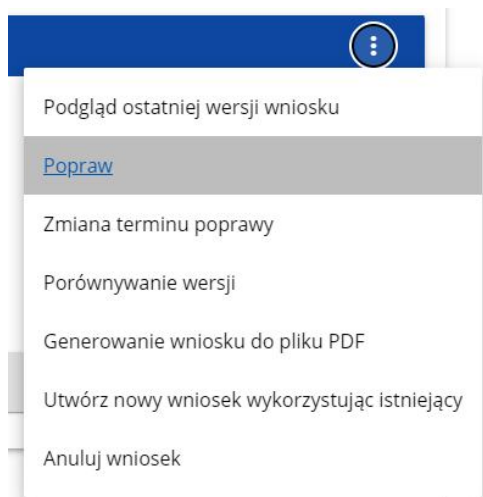 Podgląd ostatniej wersji wniosku
Popraw
Zmiana terminu poprawy
Porównywanie wersji
Generowanie wniosku do pliku PDF
Utwórz nowy wniosek wykorzystując istniejący
Anuluj wniosek